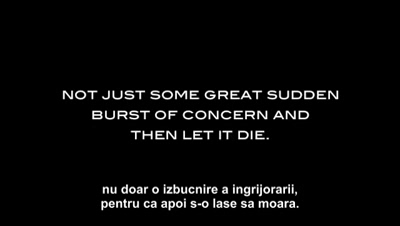 NOT JUST SOME GREAT SUDDEN
BURST OF CONCERN AND
THEN LET IT DIE.
nu doar o izbucnire a ingrijorarii,
pentru ca apoi s-o lase sa moara.